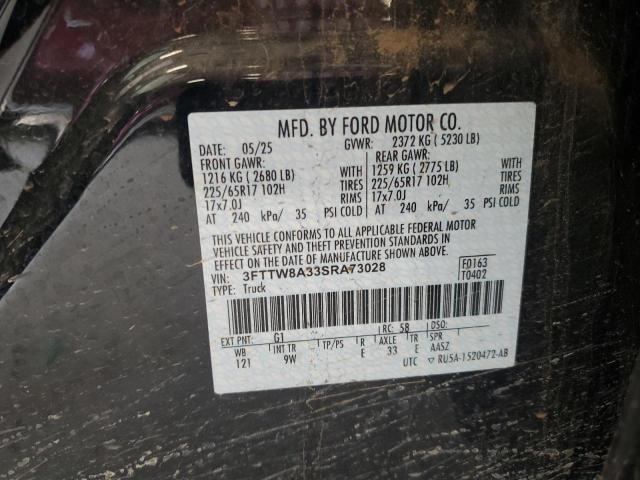 MFD. BY FORD MOTOR CO.
DATE: 05/25 GVWR: 2372 KG ( 5230 LB)
FRONT GAWR: REAR GAWR:
1216 KG ( 2680 LB) WITH 1259 KG ( 2775 LB) WITH
225/65R17 102H TIRES 225/65R17 102H TIRES
17x7.0J RIMS 17x7.0J RIMS
AT 240 kPa/ 35 PSI COLD AT 240 kPa/ 35 PSI COLD
THIS VEHICLE CONFORMS TO ALL APPLICABLE FEDERAL MOTOR
VEHICLE SAFETY AND THEFT PREVENTION STANDARDS IN
EFFECT ON THE DATE OF MANUFACTURE SHOWN ABOVE.
VIN: 3FTTW8A33SRA73028 F0163
TYPE: Truck T0402
EXT PNT: G1 RC: 58 DSO:
WB INT TR TP/PS R AXLE TR SPR
121 9W E 33 E AASZ
UTC RU5A-1520472-AB